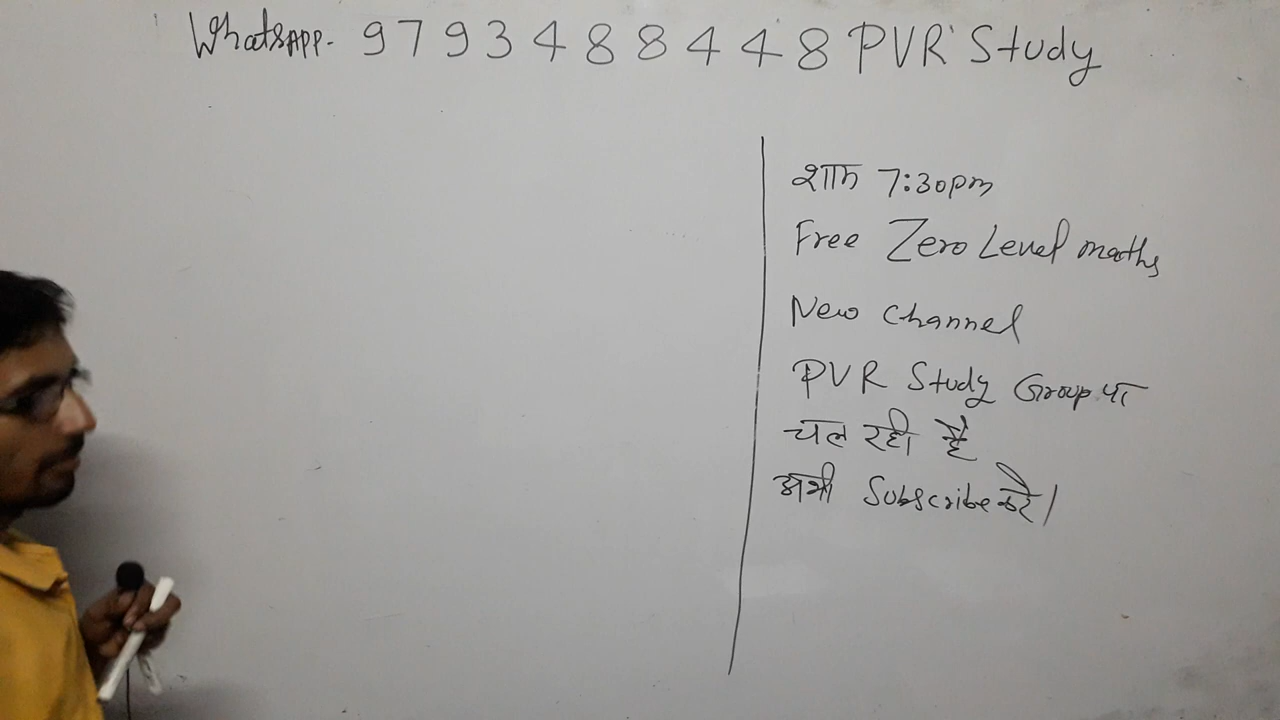 WhatsAPP- 9793488448 PVR Study
शाम 7:30pm
Free Zero Level maths
New Channel
PVR Study Group पर
चल रही है
अभी Subscribe करे।